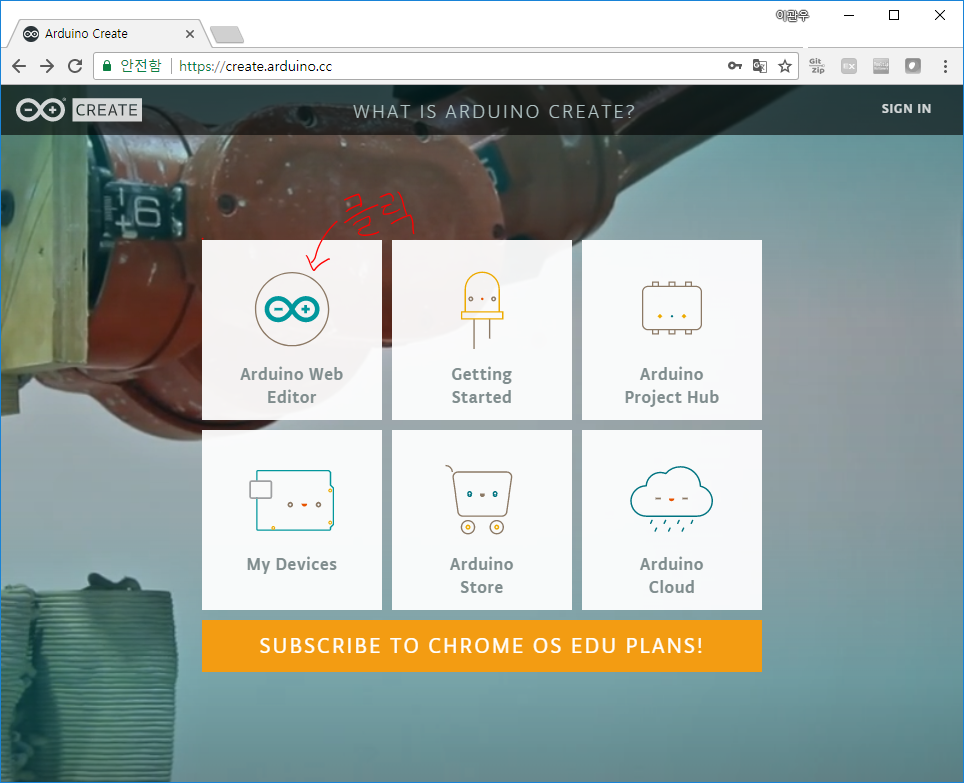 이관우
Arduino Create
안전함
https://create.arduino.cc
Git
Zip
EX
CREATE
WHAT IS ARDUINO CREATE?
SIGN IN
6
클릭
Arduino Web
Editor
Getting
Started
Arduino
Project Hub
My Devices
Arduino
Store
Arduino
Cloud
SUBSCRIBE TO CHROME OS EDU PLANS!